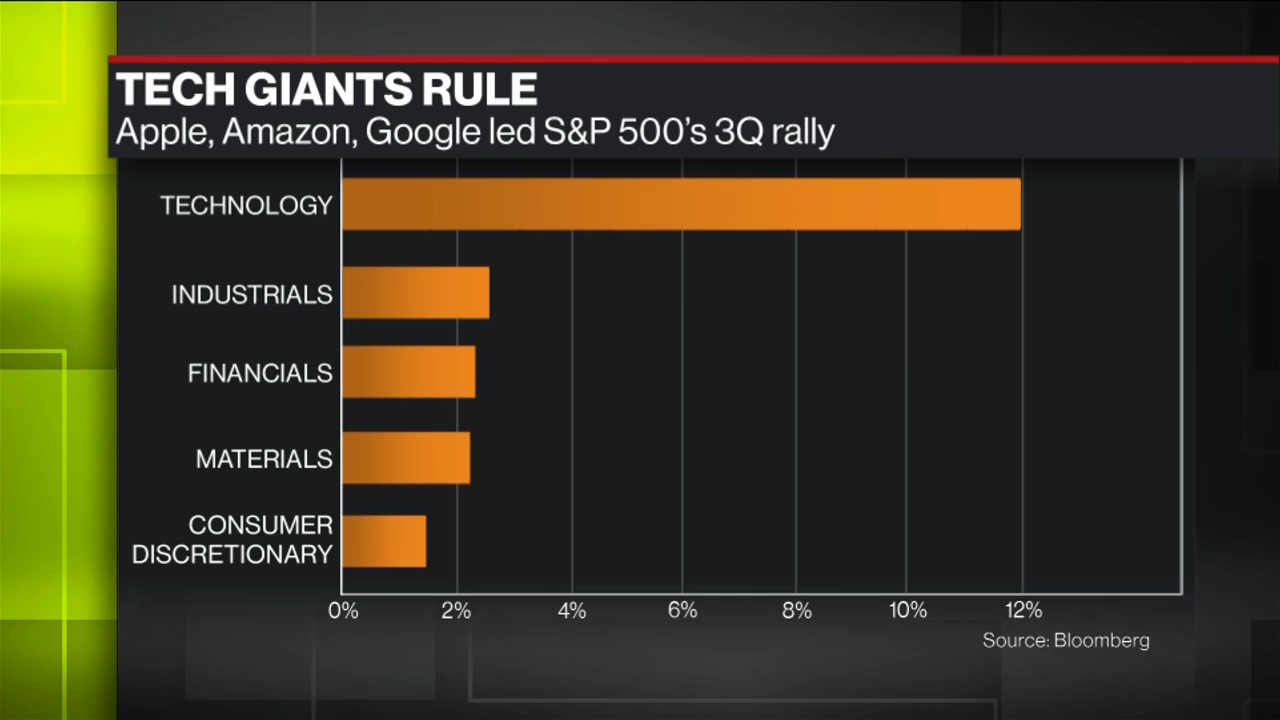 TECH GIANTS RULE
Apple, Amazon, Google led S&P 500's 3Q rally
TECHNOLOGY
INDUSTRIALS
FINANCIALS
MATERIALS
CONSUMER
DISCRETIONARY
0% 2% 4% 6% 8% 10% 12%
Source: Bloomberg